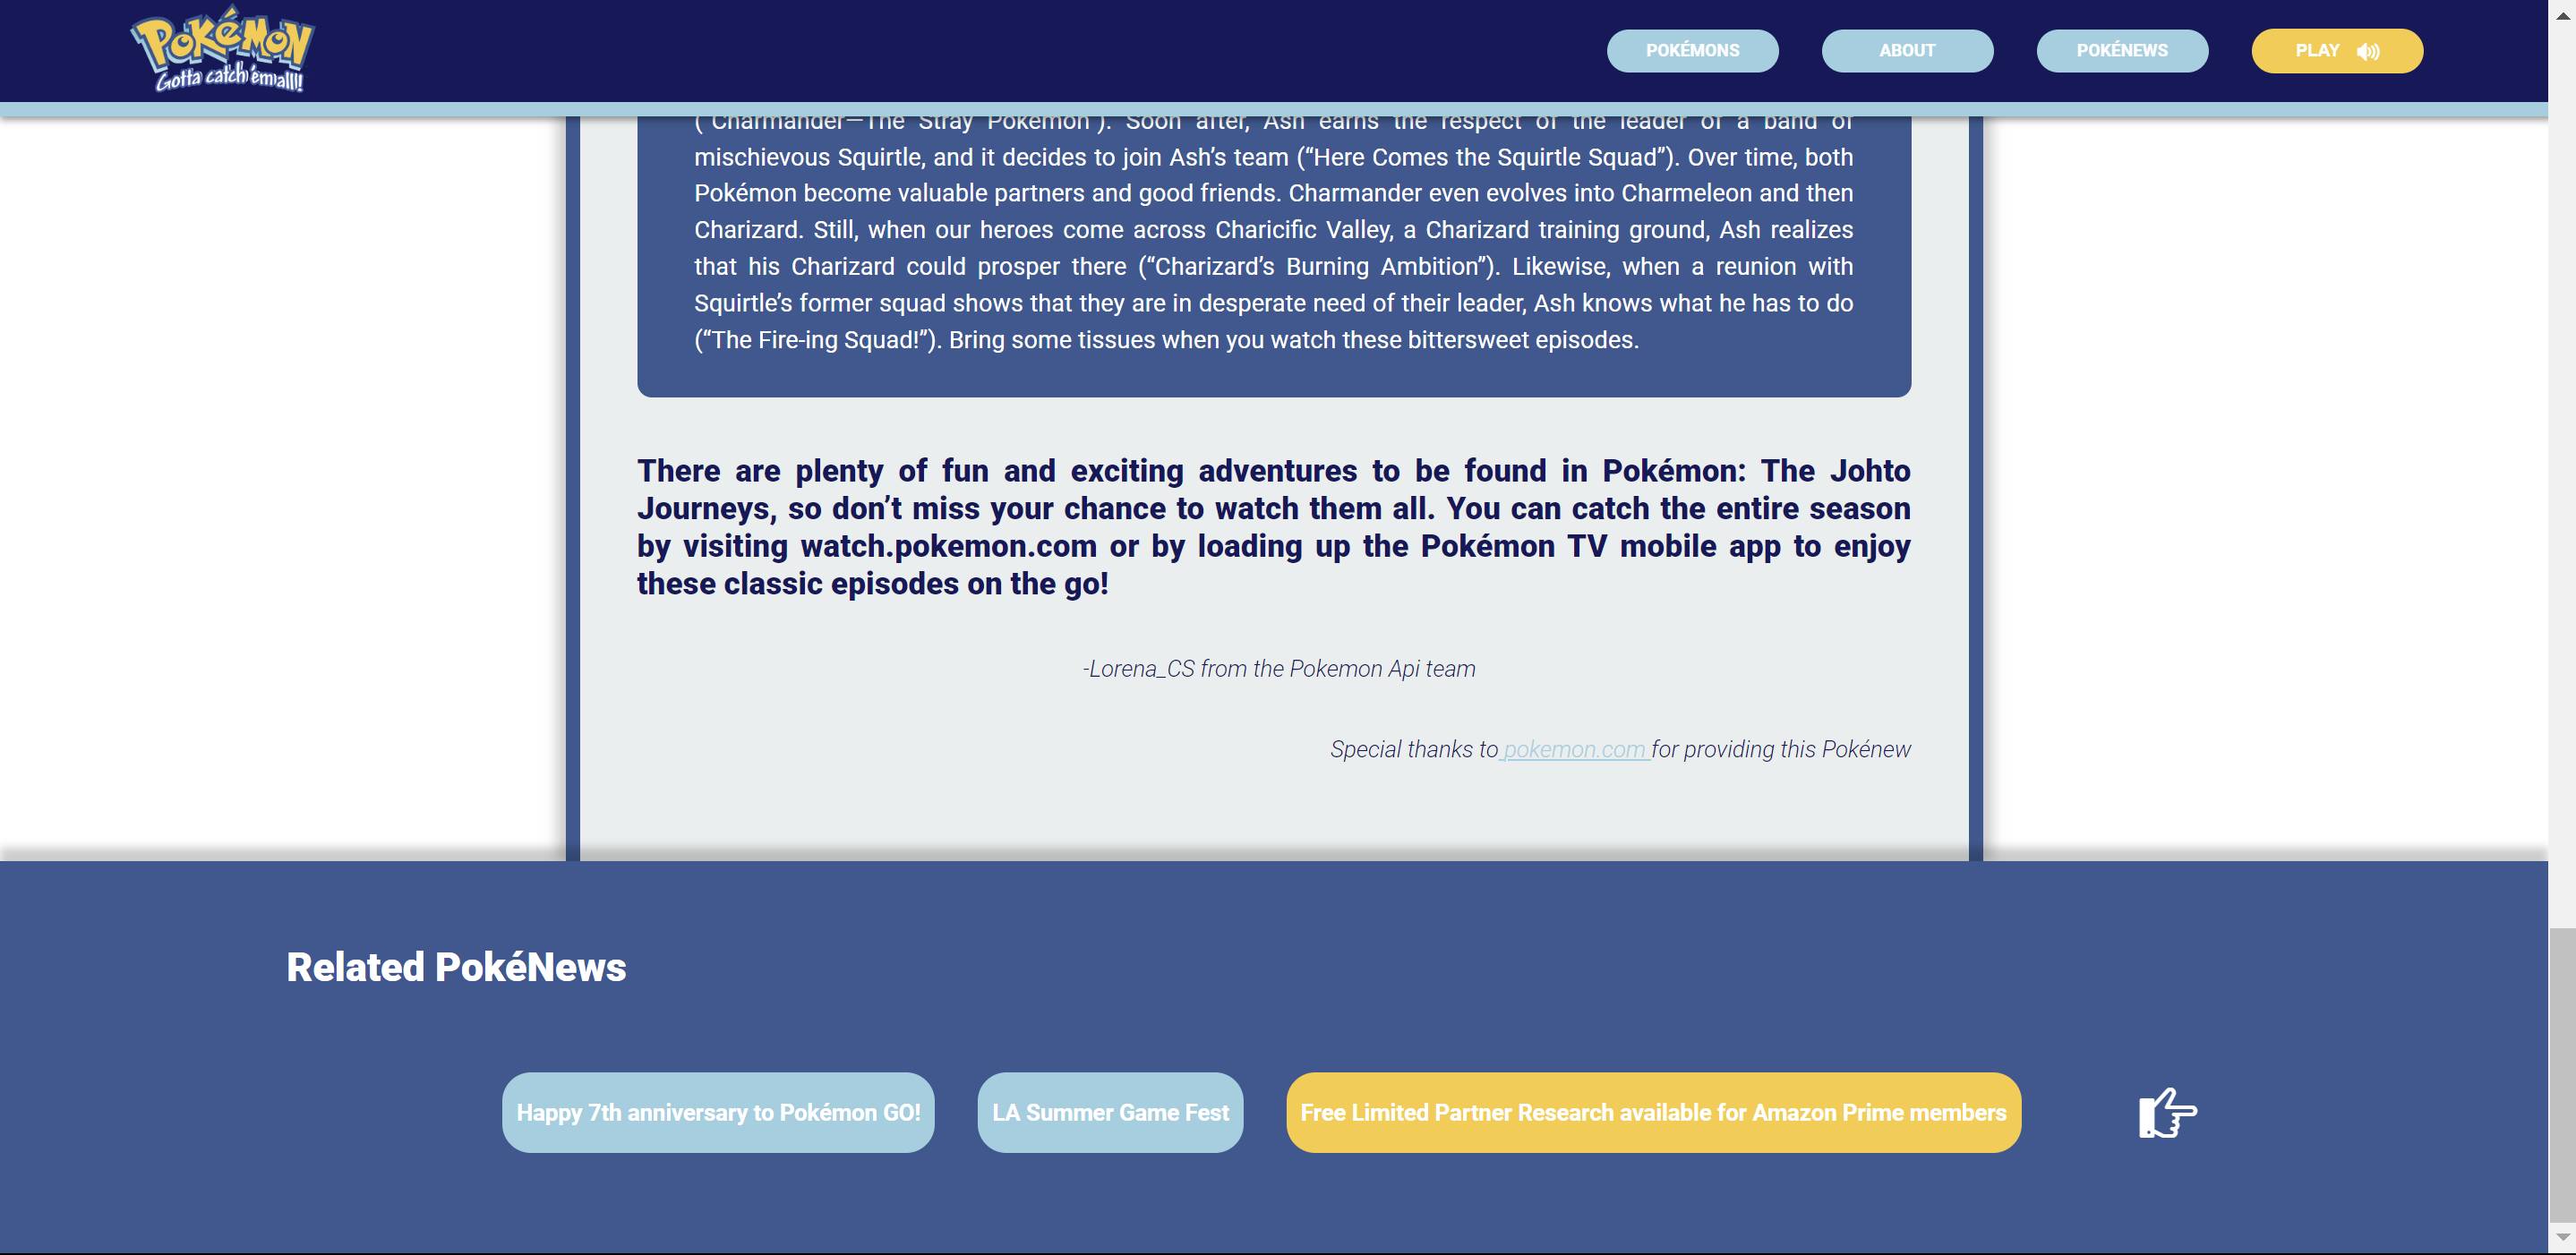 POKéMON
Gotta catch 'em all!!
POKÉMONS
ABOUT
POKÉNEWS
PLAY
("Charmander—The Stray Pokémon"). Soon after, Ash earns the respect of the leader of a band of
mischievous Squirtle, and it decides to join Ash’s team (“Here Comes the Squirtle Squad”). Over time, both
Pokémon become valuable partners and good friends. Charmander even evolves into Charmeleon and then
Charizard. Still, when our heroes come across Charicific Valley, a Charizard training ground, Ash realizes
that his Charizard could prosper there (“Charizard’s Burning Ambition”). Likewise, when a reunion with
Squirtle’s former squad shows that they are in desperate need of their leader, Ash knows what he has to do
(“The Fire-ing Squad!”). Bring some tissues when you watch these bittersweet episodes.
There are plenty of fun and exciting adventures to be found in Pokémon: The Johto
Journeys, so don’t miss your chance to watch them all. You can catch the entire season
by visiting watch.pokemon.com or by loading up the Pokémon TV mobile app to enjoy
these classic episodes on the go!
-Lorena_CS from the Pokemon Api team
Special thanks to pokemon.com for providing this Pokénew
Related PokéNews
Happy 7th anniversary to Pokémon GO!
LA Summer Game Fest
Free Limited Partner Research available for Amazon Prime members